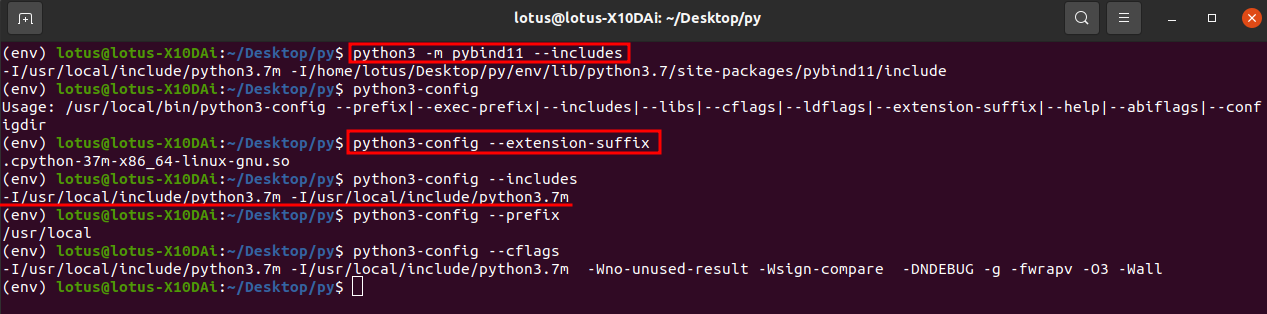 lotus@lotus-X10DAi: ~/Desktop/py
(env) lotus@lotus-X10DAi:~/Desktop/py$ python3 -m pybind11 --includes
-I/usr/local/include/python3.7m -I/home/lotus/Desktop/py/env/lib/python3.7/site-packages/pybind11/include
(env) lotus@lotus-X10DAi:~/Desktop/py$ python3-config
Usage: /usr/local/bin/python3-config --prefix|--exec-prefix|--includes|--libs|--cflags|--ldflags|--extension-suffix|--help|--abiflags|--conf
igdir
(env) lotus@lotus-X10DAi:~/Desktop/py$ python3-config --extension-suffix
.cpython-37m-x86_64-linux-gnu.so
(env) lotus@lotus-X10DAi:~/Desktop/py$ python3-config --includes
-I/usr/local/include/python3.7m -I/usr/local/include/python3.7m
(env) lotus@lotus-X10DAi:~/Desktop/py$ python3-config --prefix
/usr/local
(env) lotus@lotus-X10DAi:~/Desktop/py$ python3-config --cflags
-I/usr/local/include/python3.7m -I/usr/local/include/python3.7m  -Wno-unused-result -Wsign-compare  -DNDEBUG -g -fwrapv -O3 -Wall
(env) lotus@lotus-X10DAi:~/Desktop/py$